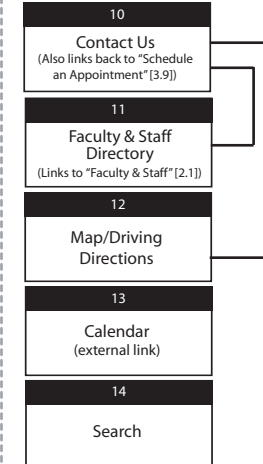 10
Contact Us
(Also links back to “Schedule
an Appointment” [3.9])
11
Faculty & Staff
Directory
(Links to “Faculty & Staff” [2.1])
12
Map/Driving
Directions
13
Calendar
(external link)
14
Search